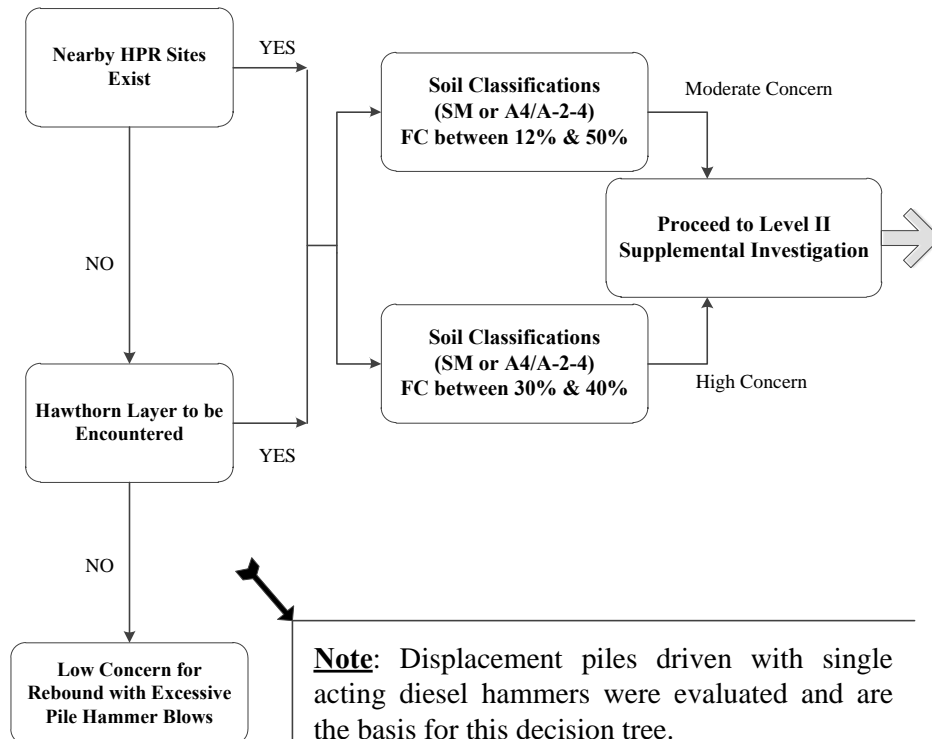 Nearby HPR Sites
Exist
YES
NO
Hawthorn Layer to be
Encountered
YES
NO
Low Concern for
Rebound with Excessive
Pile Hammer Blows
Soil Classifications
(SM or A4/A-2-4)
FC between 12% & 50%
Moderate Concern
Soil Classifications
(SM or A4/A-2-4)
FC between 30% & 40%
High Concern
Proceed to Level II
Supplemental Investigation
Note: Displacement piles driven with single
acting diesel hammers were evaluated and are
the basis for this decision tree.